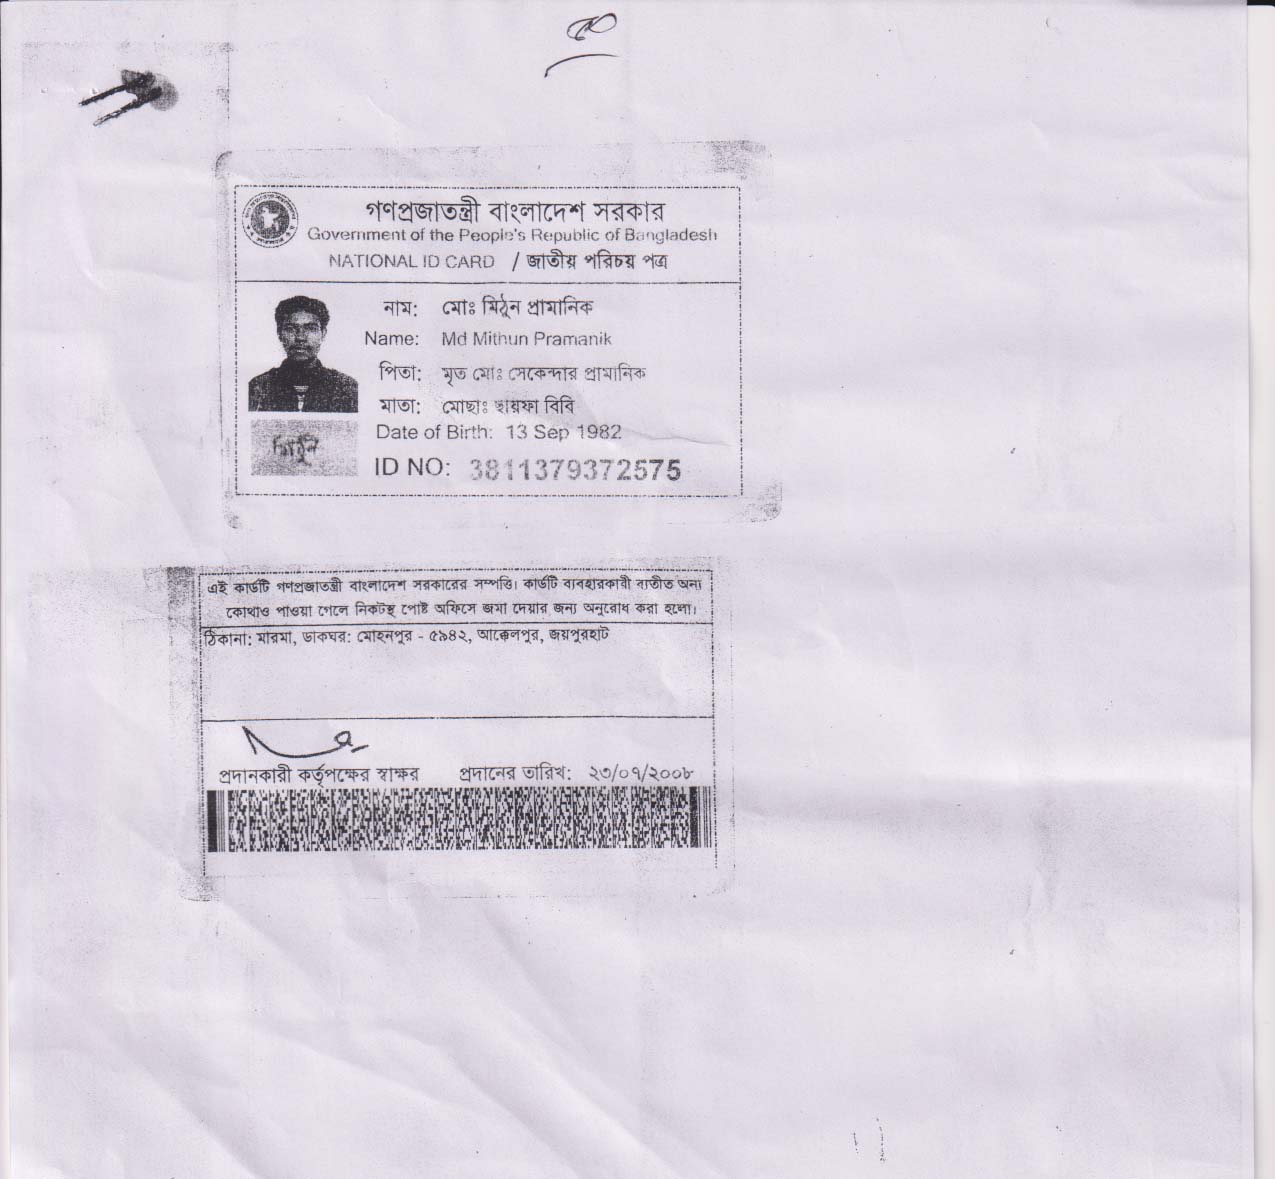 গণপ্রজাতন্ত্রী বাংলাদেশ সরকার
Government of the People's Republic of Bangladesh
NATIONAL ID CARD / জাতীয় পরিচয় পত্র
নাম: মোঃ মিঠুন প্রামানিক
Name: Md Mithun Pramanik
পিতা: মৃত মোঃ সেকেন্দার প্রামানিক
মাতা: মোছাঃ ছায়ফা বিবি
Date of Birth: 13 Sep 1982
মিঠুন
ID NO: 3811379372575
এই কার্ডটি গণপ্রজাতন্ত্রী বাংলাদেশ সরকারের সম্পত্তি। কার্ডটি ব্যবহারকারী ব্যতীত অন্য
কোথাও পাওয়া গেলে নিকটস্থ পোষ্ট অফিসে জমা দেয়ার জন্য অনুরোধ করা হলো।
ঠিকানা: মারমা, ডাকঘর: মোহনপুর - ৫৯৪২, আক্কেলপুর, জয়পুরহাট
প্রদানকারী কর্তৃপক্ষের স্বাক্ষর প্রদানের তারিখ: ২৩/০৭/২০০৮